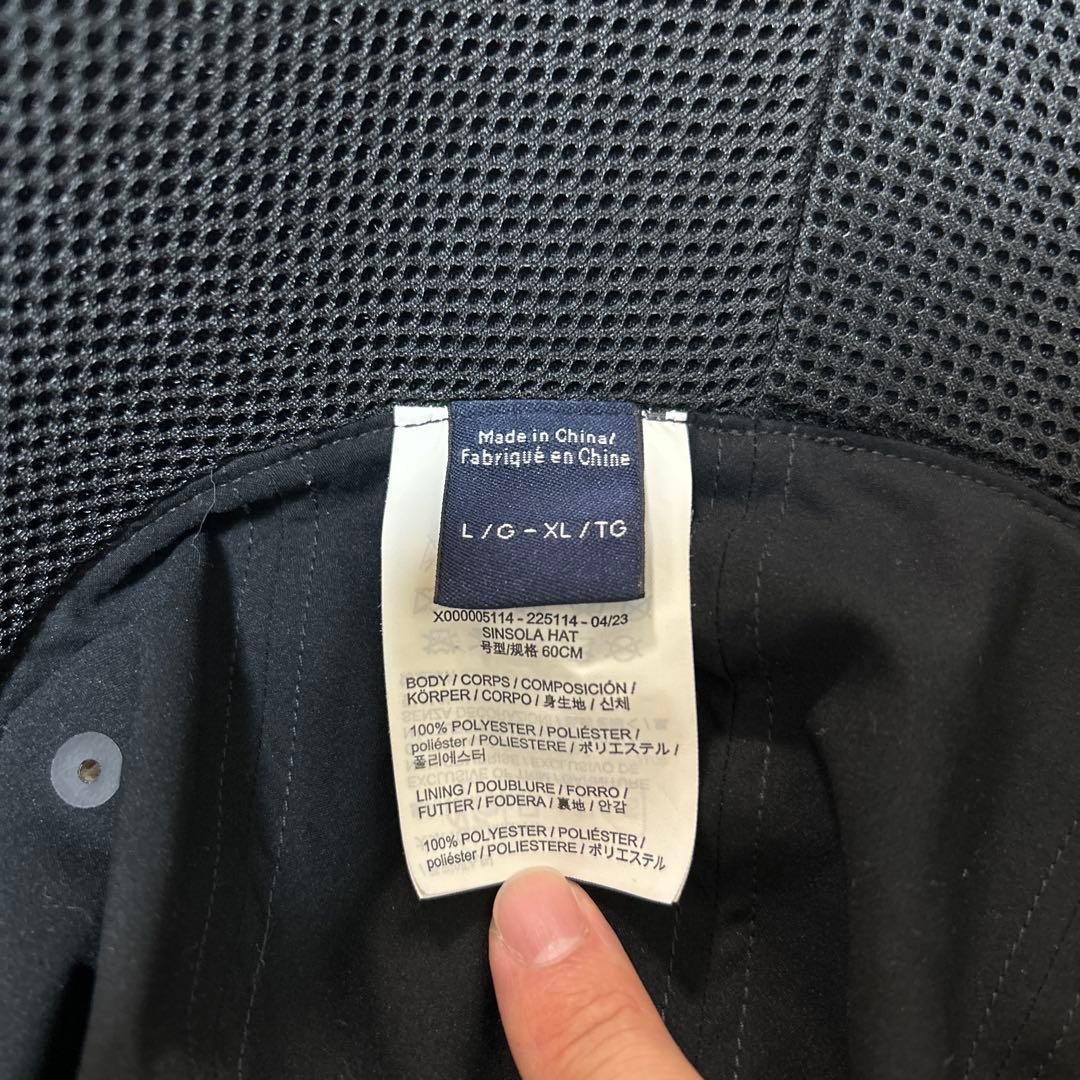 Made in China/
Fabriqué en Chine
L/G-XL/TG
X000005114-225114-04/23
SINSOLA HAT
号型/规格 60CM
BODY / CORPS / COMPOSICIÓN /
KÖRPER / CORPO / 身生地 / 신체
100% POLYESTER / POLIÉSTER /
poliéster / POLIESTERE / ポリエステル /
폴리에스터
LINING / DOUBLURE / FORRO /
FUTTER / FODERA / 裏地 / 안감
100% POLYESTER / POLIÉSTER /
poliéster / POLIESTERE / ポリエステル